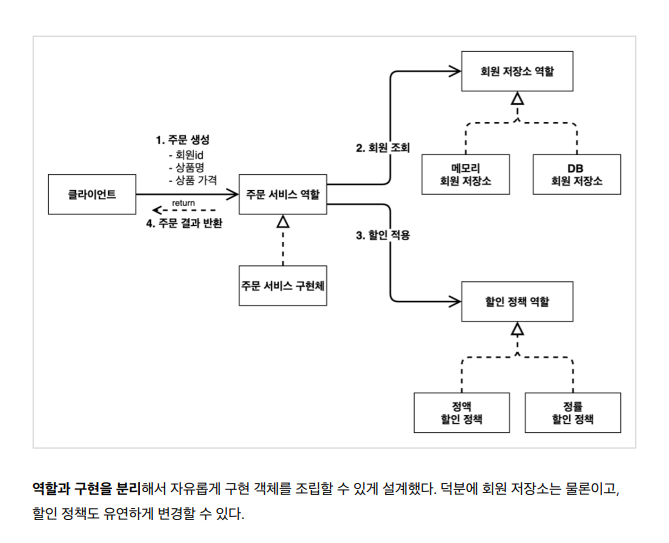 회원 저장소 역할
1. 주문 생성
- 회원id
- 상품명
- 상품 가격
2. 회원 조회
메모리
회원 저장소
DB
회원 저장소
클라이언트
주문 서비스 역할
return
4. 주문 결과 반환
3. 할인 적용
주문 서비스 구현체
할인 정책 역할
정액
할인 정책
정률
할인 정책
역할과 구현을 분리해서 자유롭게 구현 객체를 조립할 수 있게 설계했다. 덕분에 회원 저장소는 물론이고,
할인 정책도 유연하게 변경할 수 있다.